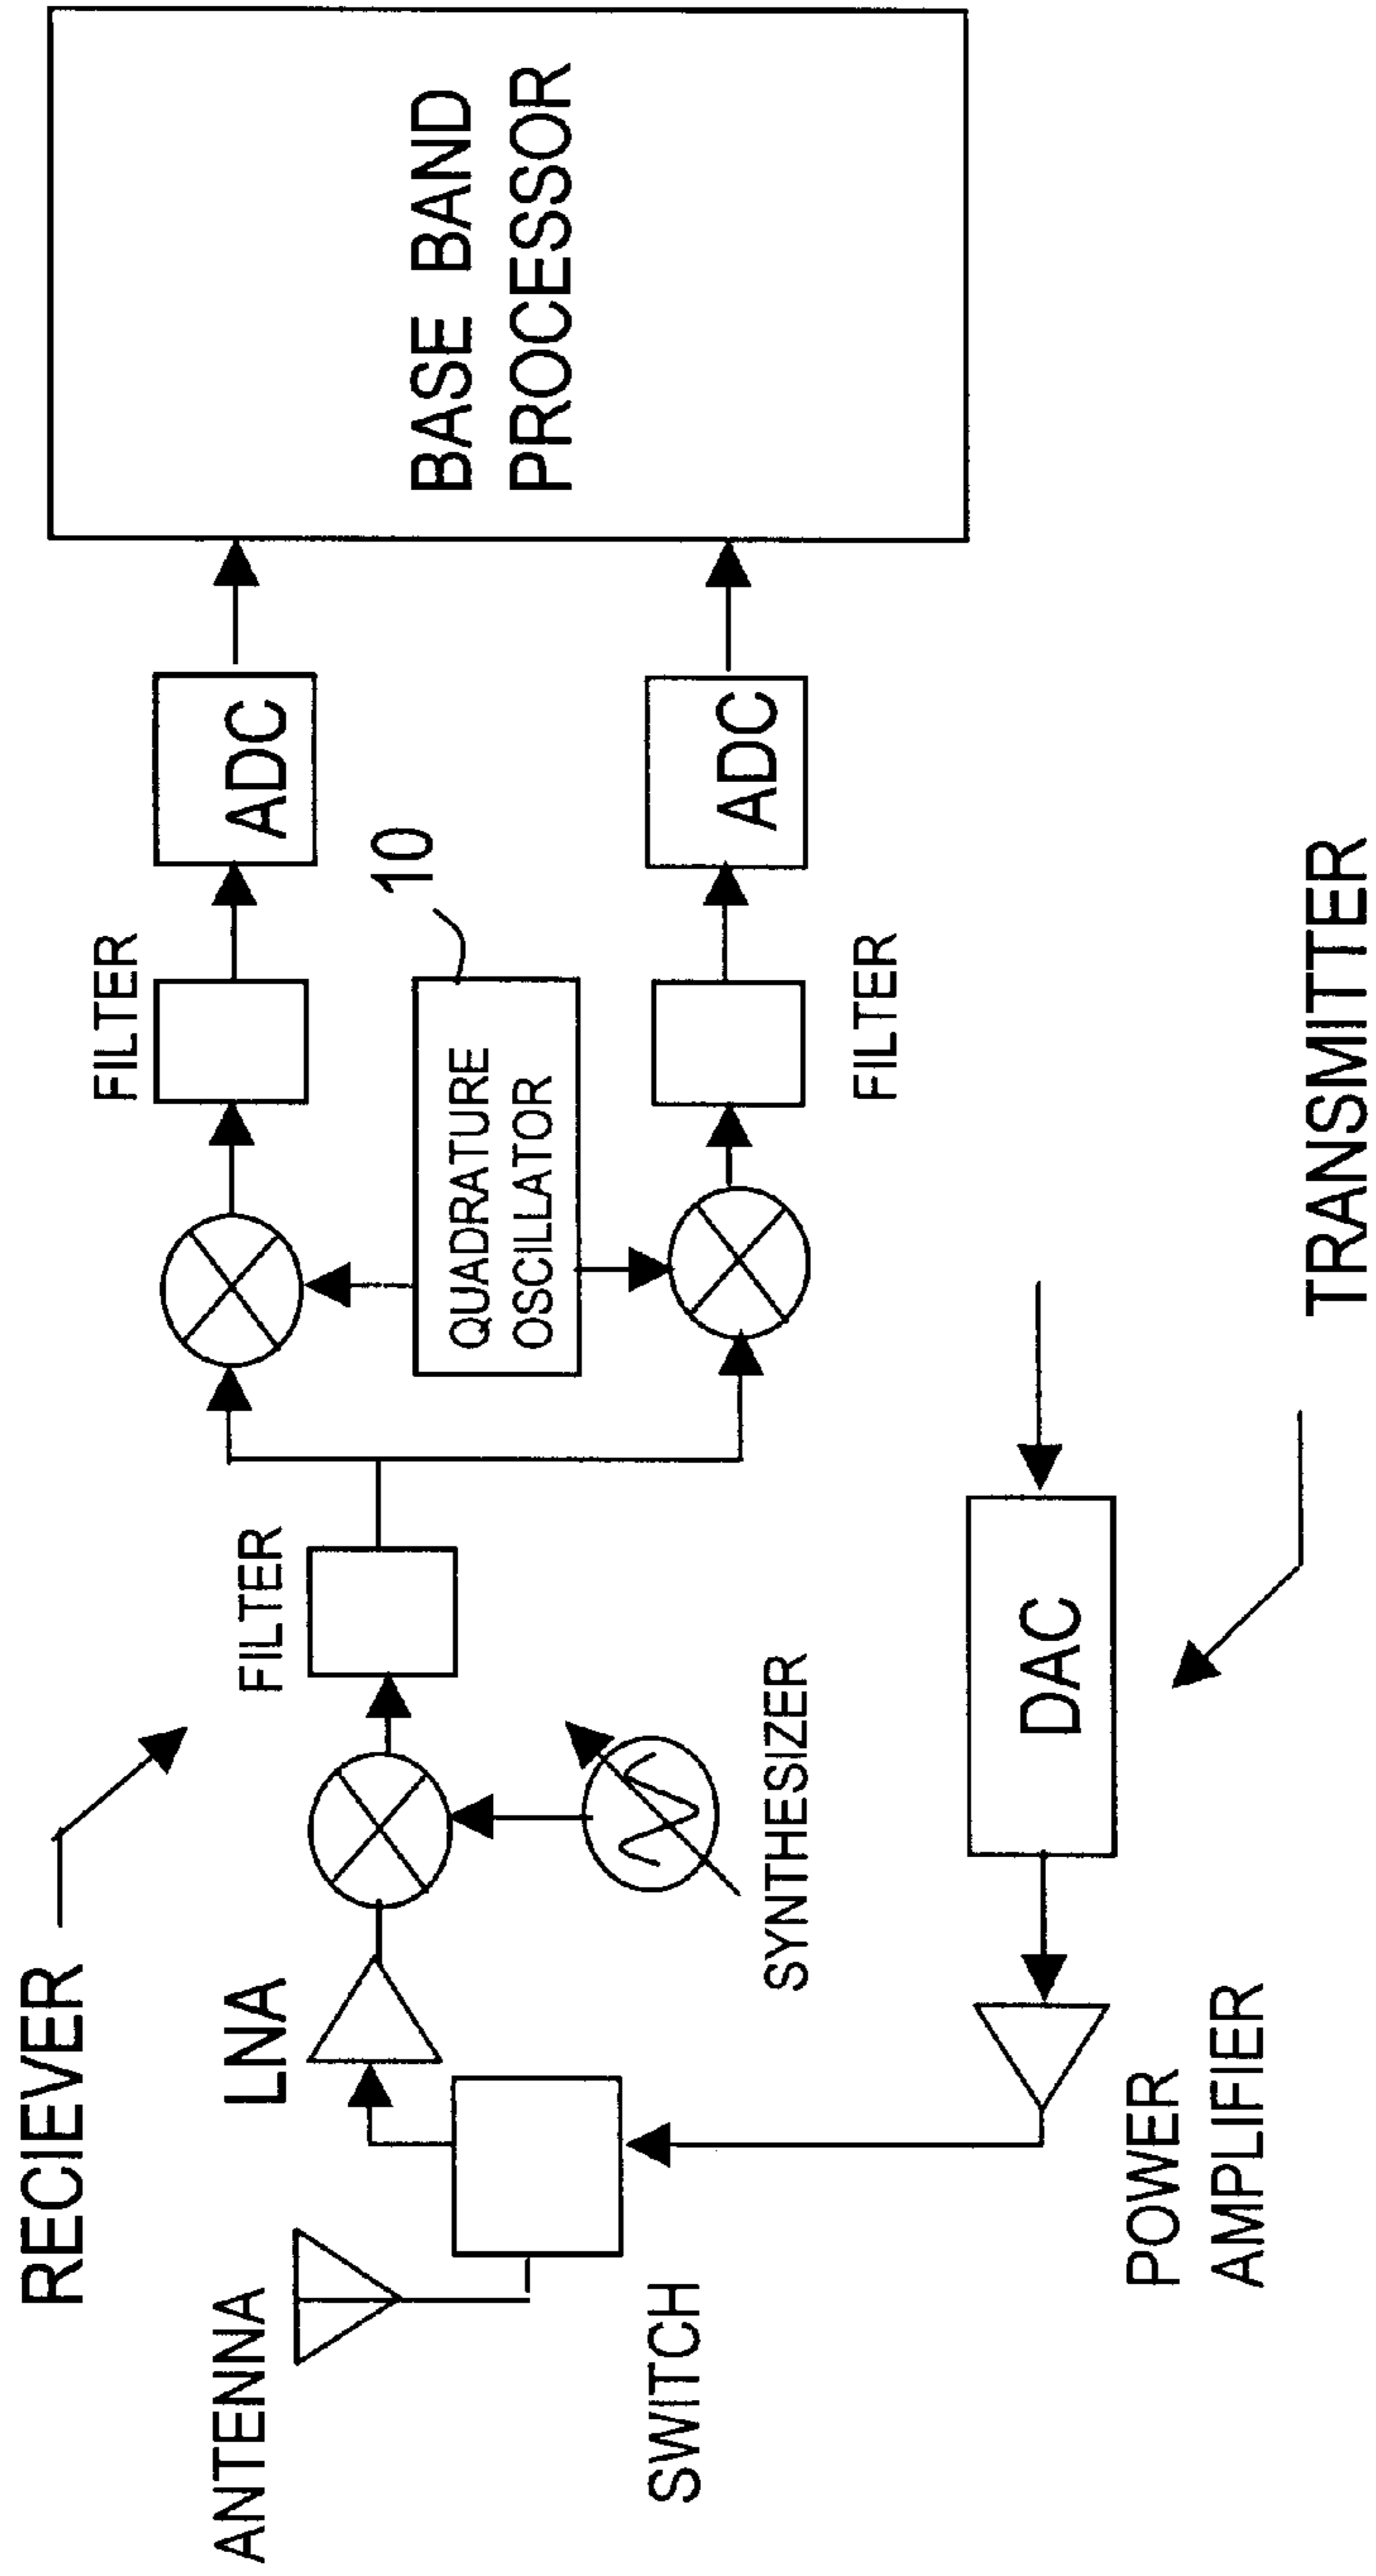 RECIEVER
ANTENNA
LNA
FILTER
FILTER
ADC
10
QUADRATURE
OSCILLATOR
BASE BAND
PROCESSOR
SWITCH
SYNTHESIZER
FILTER
ADC
DAC
POWER
AMPLIFIER
TRANSMITTER